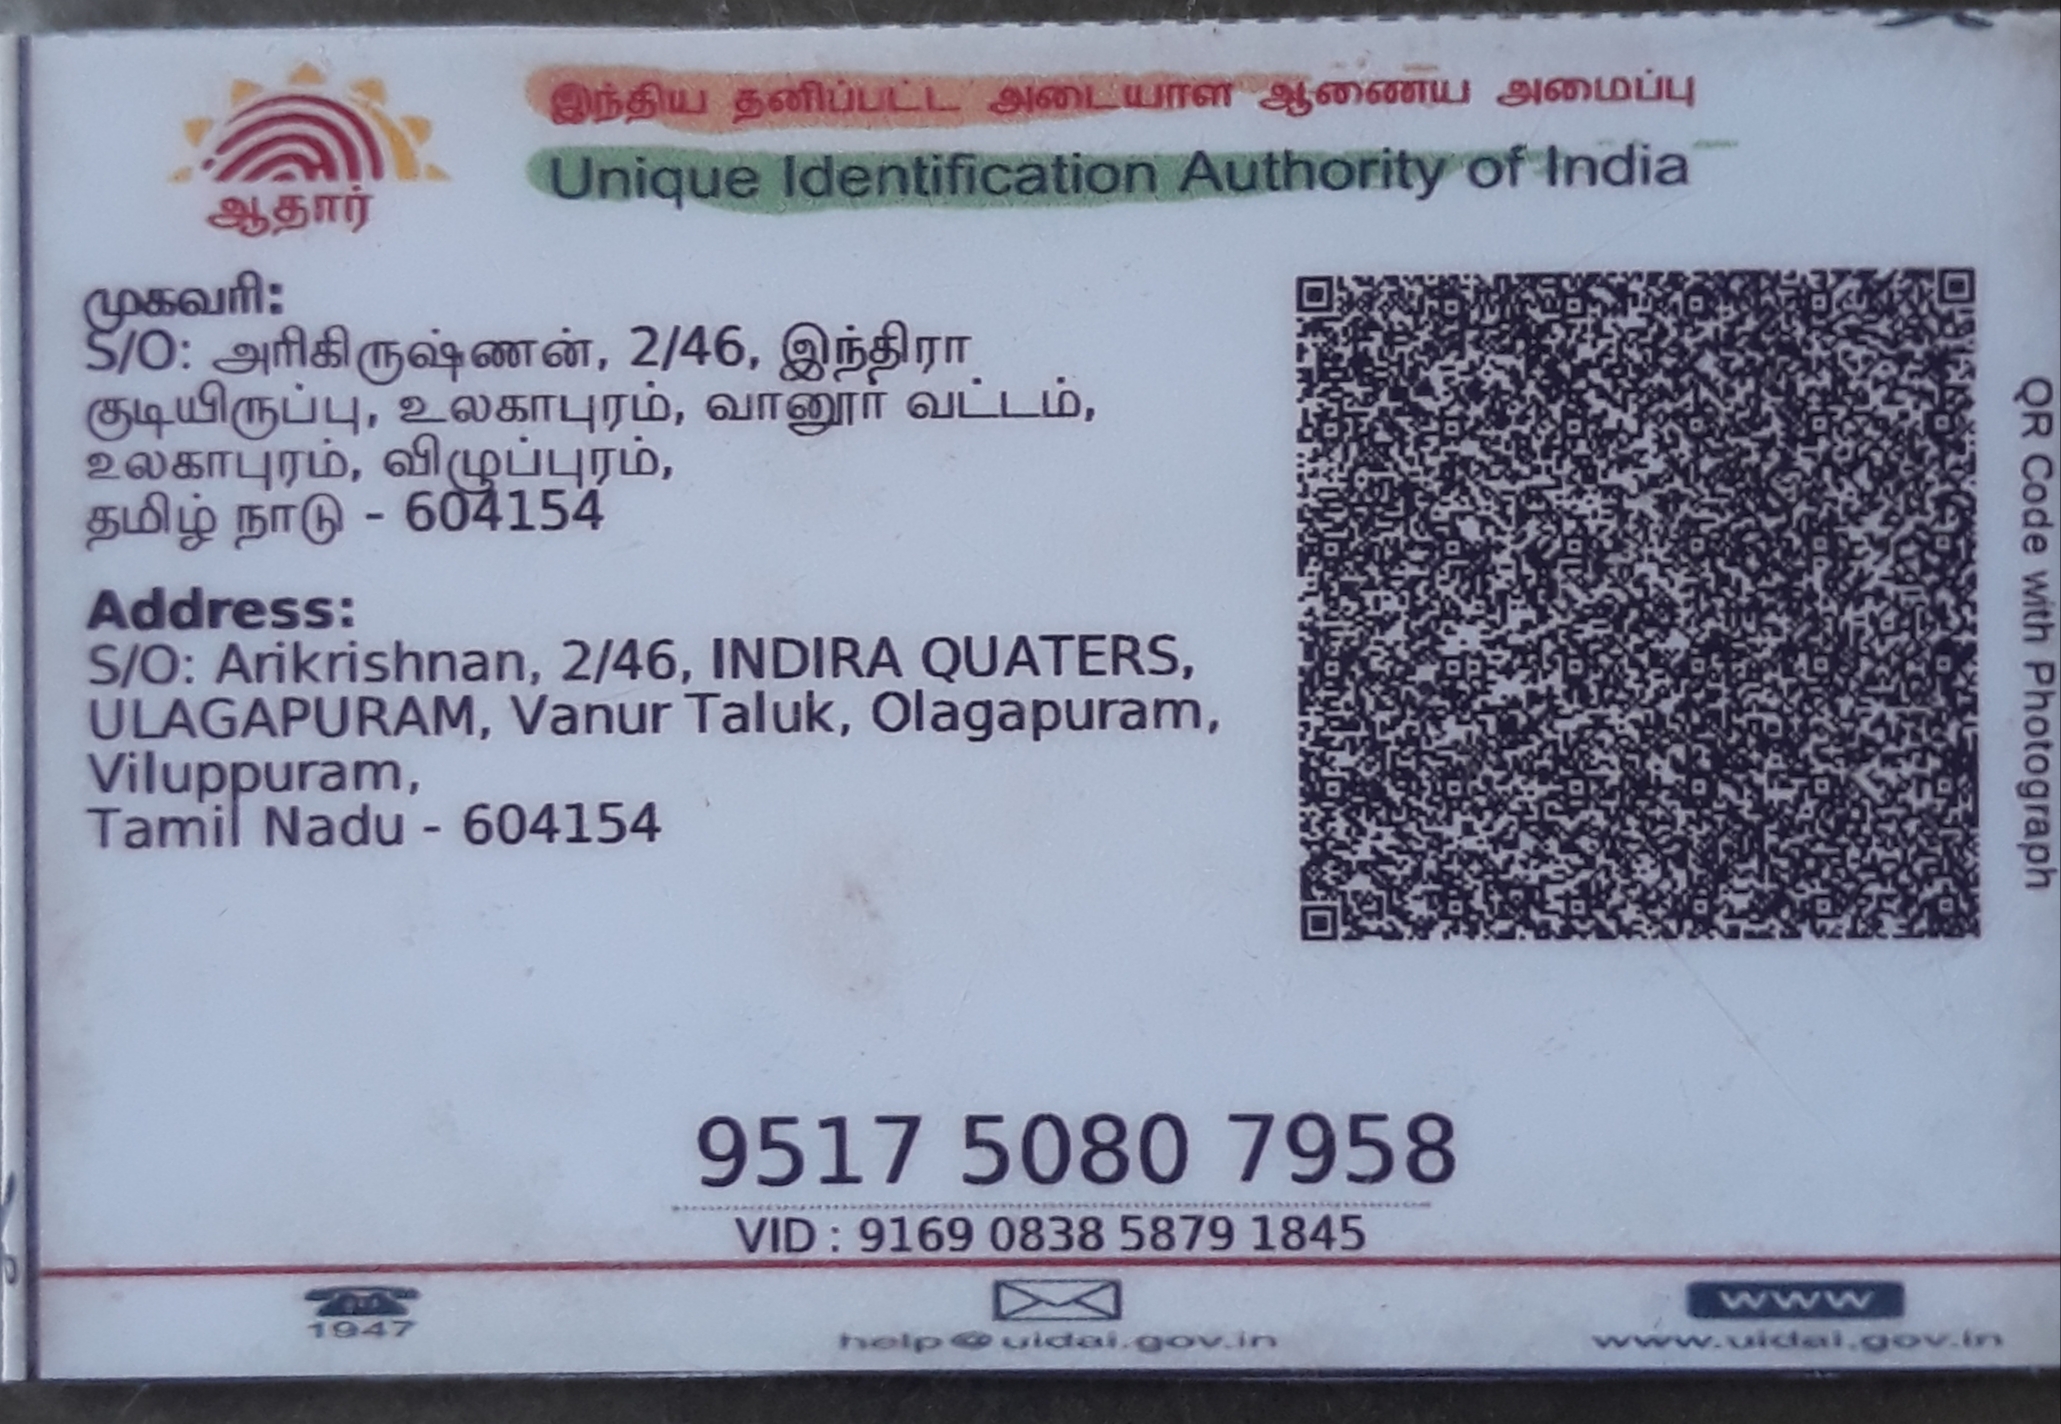 ஆதார்
இந்திய தனிப்பட்ட அடையாள ஆணைய அமைப்பு
Unique Identification Authority of India
முகவரி:
S/O: அரிகிருஷ்ணன், 2/46, இந்திரா
குடியிருப்பு, உலகாபுரம், வானூர் வட்டம்,
உலகாபுரம், விழுப்புரம்,
தமிழ் நாடு - 604154
Address:
S/O: Arikrishnan, 2/46, INDIRA QUATERS,
ULAGAPURAM, Vanur Taluk, Olagapuram,
Viluppuram,
Tamil Nadu - 604154
QR Code with Photograph
9517 5080 7958
VID : 9169 0838 5879 1845
1947
help@uidai.gov.in
www
www.uidai.gov.in